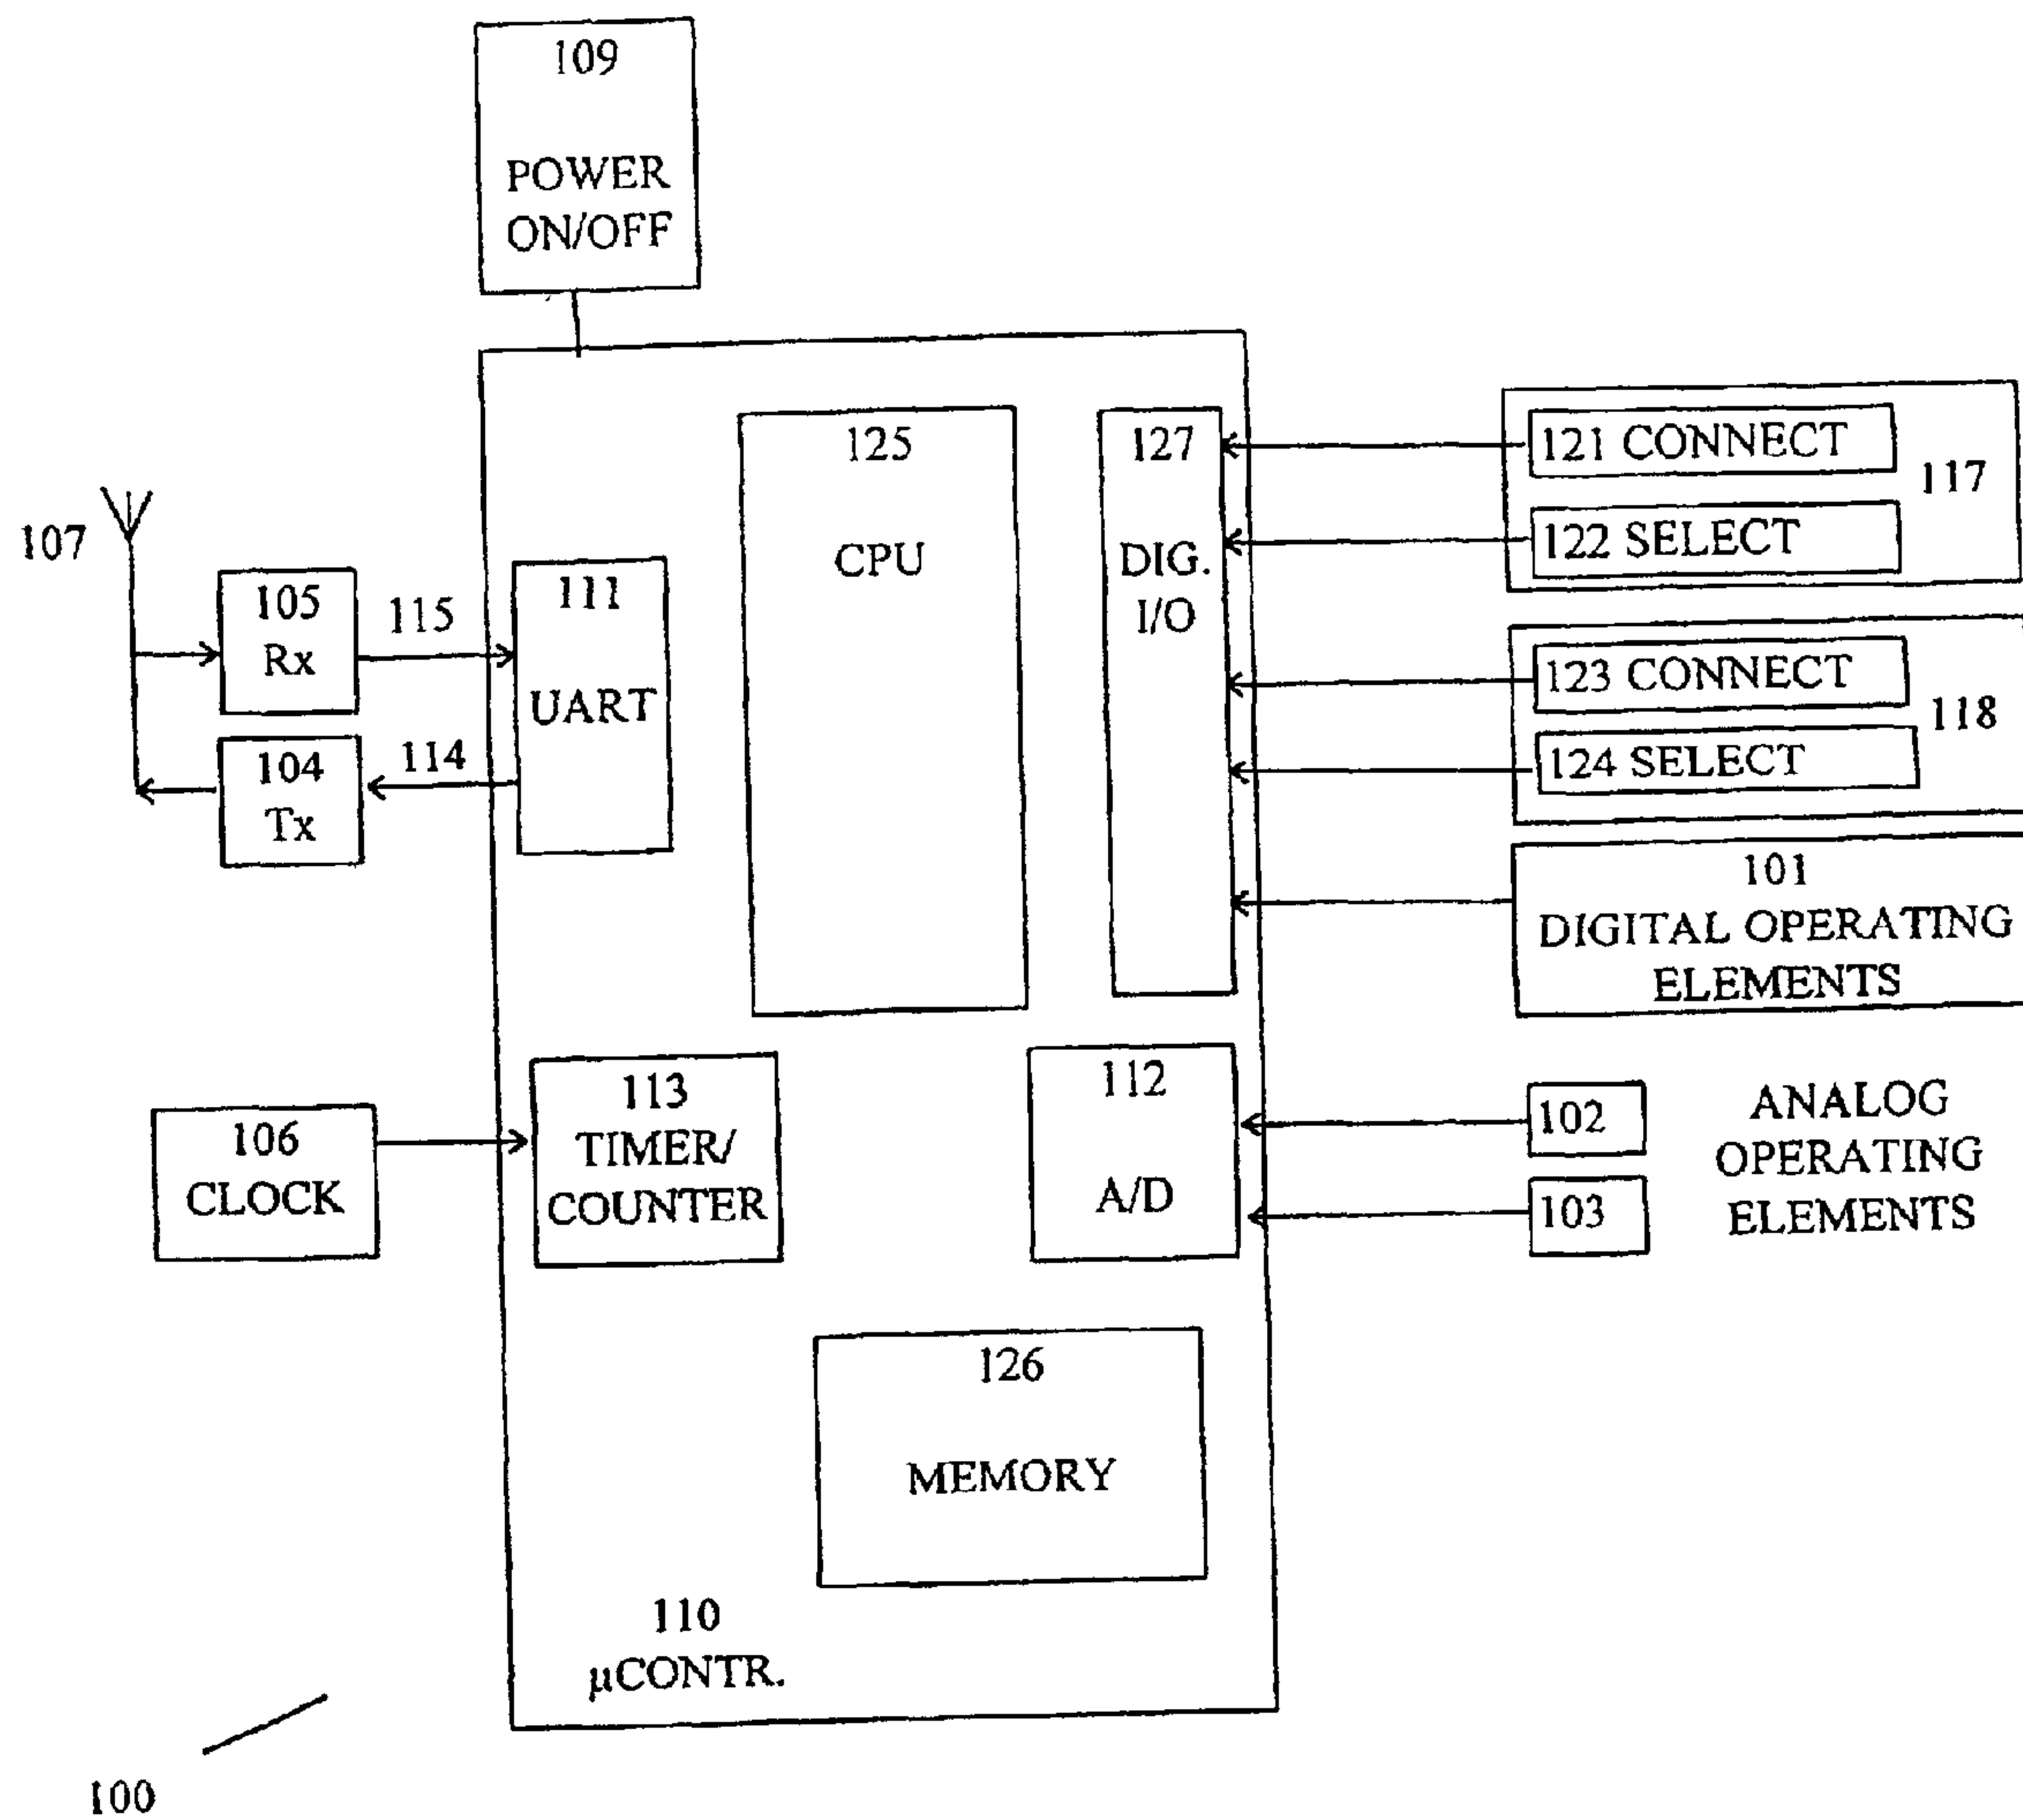 109
POWER
ON/OFF
107
105
Rx
115
104
Tx
114
111
UART
125
CPU
127
DIG.
I/O
121 CONNECT
122 SELECT
117
123 CONNECT
124 SELECT
118
101
DIGITAL OPERATING
ELEMENTS
106
CLOCK
113
TIMER/
COUNTER
112
A/D
102
103
ANALOG
OPERATING
ELEMENTS
126
MEMORY
110
µCONTR.
100